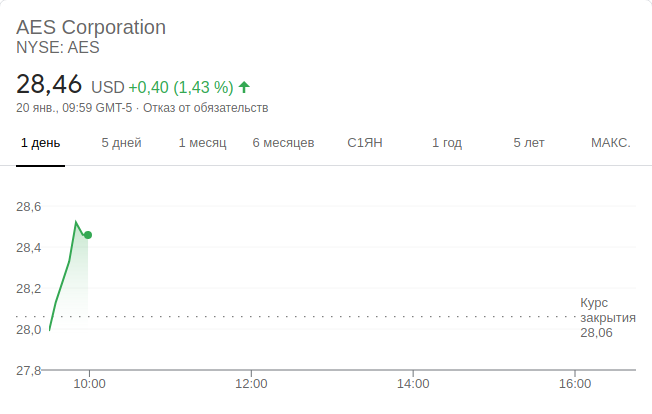 AES Corporation
NYSE: AES
28,46 USD +0,40 (1,43 %)
20 янв., 09:59 GMT-5 · Отказ от обязательств
1 день 5 дней 1 месяц 6 месяцев С1ЯН 1 год 5 лет МАКС.
28,6
28,4
28,2
Курс
закрытия
28,06
28,0
27,8
10:00 12:00 14:00 16:00